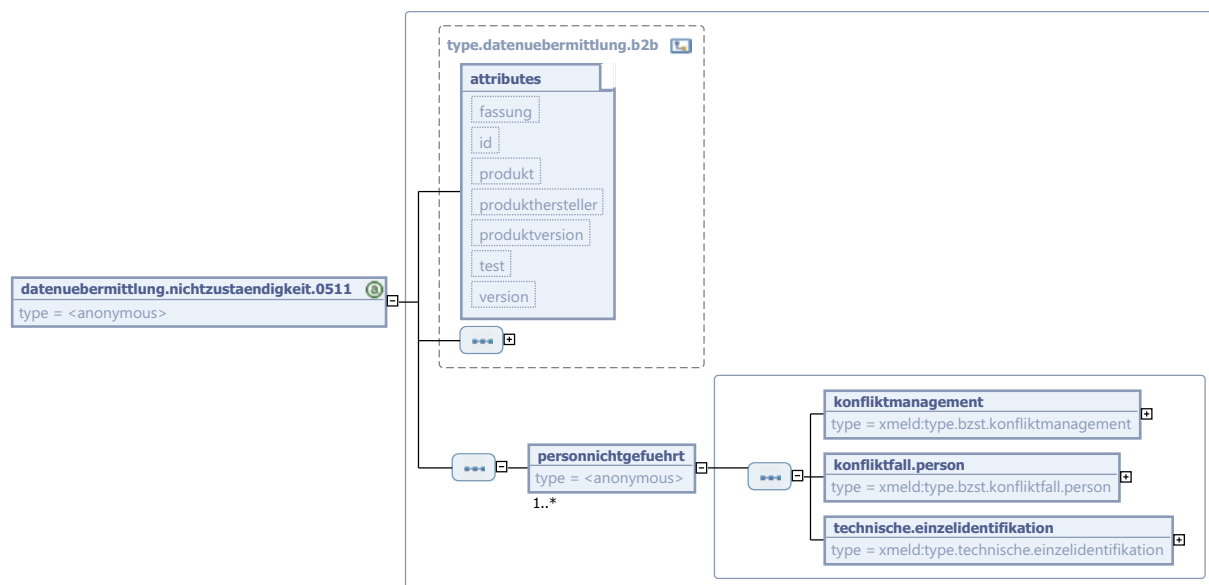 type.datenuebermittlung.b2b
attributes
fassung
id
produkt
produkthersteller
produktversion
test
version
datenuebermittlung.nichtzustaendigkeit.0511 a
type = <anonymous>
personnichtgefuehrt
type = <anonymous>
1..*
konfliktmanagement
type = xmeld:type.bzst.konfliktmanagement
konfliktfall.person
type = xmeld:type.bzst.konfliktfall.person
technische.einzelidentifikation
type = xmeld:type.technische.einzelidentifikation